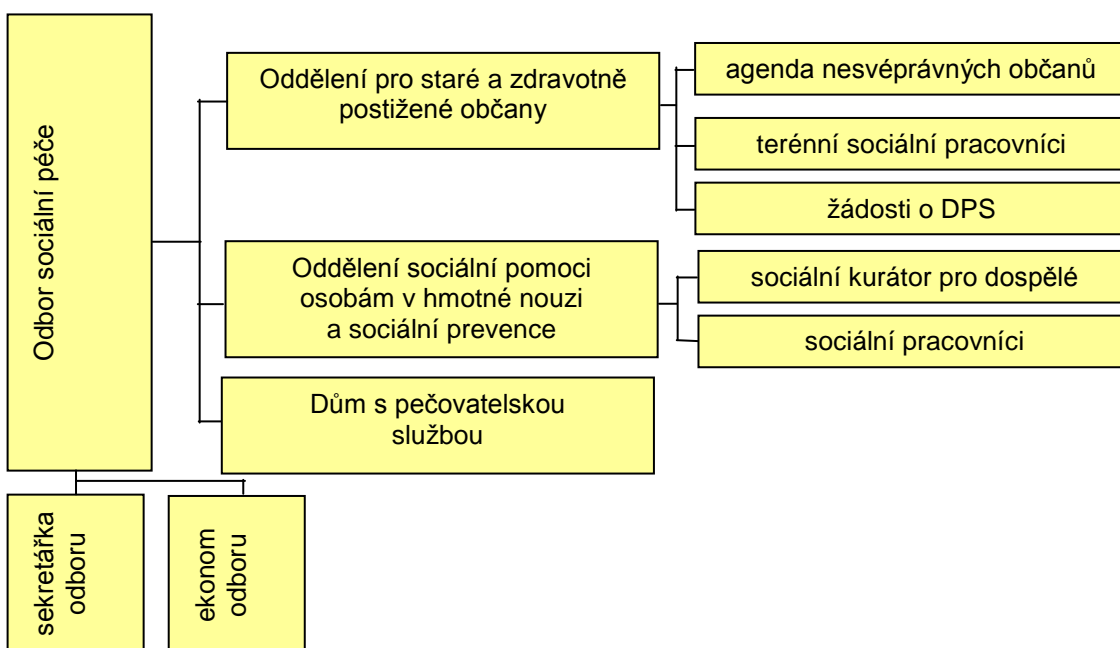 Odbor sociální péče
Oddělení pro staré a zdravotně
postižené občany
agenda nesvéprávných občanů
terénní sociální pracovníci
žádosti o DPS
Oddělení sociální pomoci
osobám v hmotné nouzi
a sociální prevence
sociální kurátor pro dospělé
sociální pracovníci
Dům s pečovatelskou
službou
sekretářka
odboru
ekonom
odboru